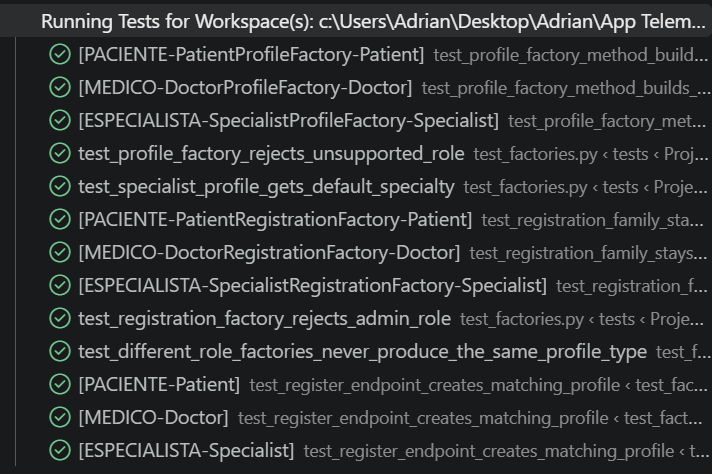 Running Tests for Workspace(s): c:\Users\Adrian\Desktop\Adrian\App Telem...
[PACIENTE-PatientProfileFactory-Patient] test_profile_factory_method_build...
[MEDICO-DoctorProfileFactory-Doctor] test_profile_factory_method_builds_...
[ESPECIALISTA-SpecialistProfileFactory-Specialist] test_profile_factory_met...
test_profile_factory_rejects_unsupported_role test_factories.py ‹ tests ‹ Proj...
test_specialist_profile_gets_default_specialty test_factories.py ‹ tests ‹ Proje...
[PACIENTE-PatientRegistrationFactory-Patient] test_registration_family_sta...
[MEDICO-DoctorRegistrationFactory-Doctor] test_registration_family_stays...
[ESPECIALISTA-SpecialistRegistrationFactory-Specialist] test_registration_f...
test_registration_factory_rejects_admin_role test_factories.py ‹ tests ‹ Proje...
test_different_role_factories_never_produce_the_same_profile_type test_f...
[PACIENTE-Patient] test_register_endpoint_creates_matching_profile ‹ test_fac...
[MEDICO-Doctor] test_register_endpoint_creates_matching_profile ‹ test_fact...
[ESPECIALISTA-Specialist] test_register_endpoint_creates_matching_profile ‹ t...